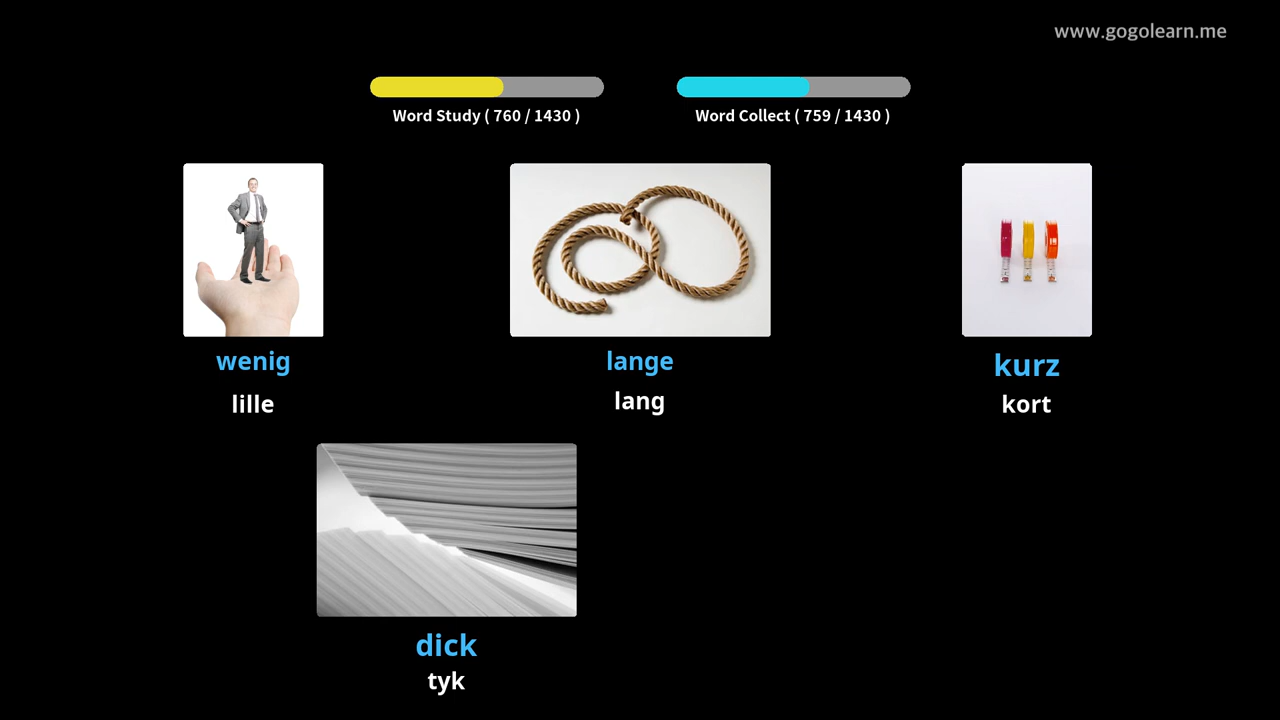 www.gogolearn.me
Word Study ( 760 / 1430 )
Word Collect ( 759 / 1430 )
wenig
lange
kurz
lille
lang
kort
dick
tyk